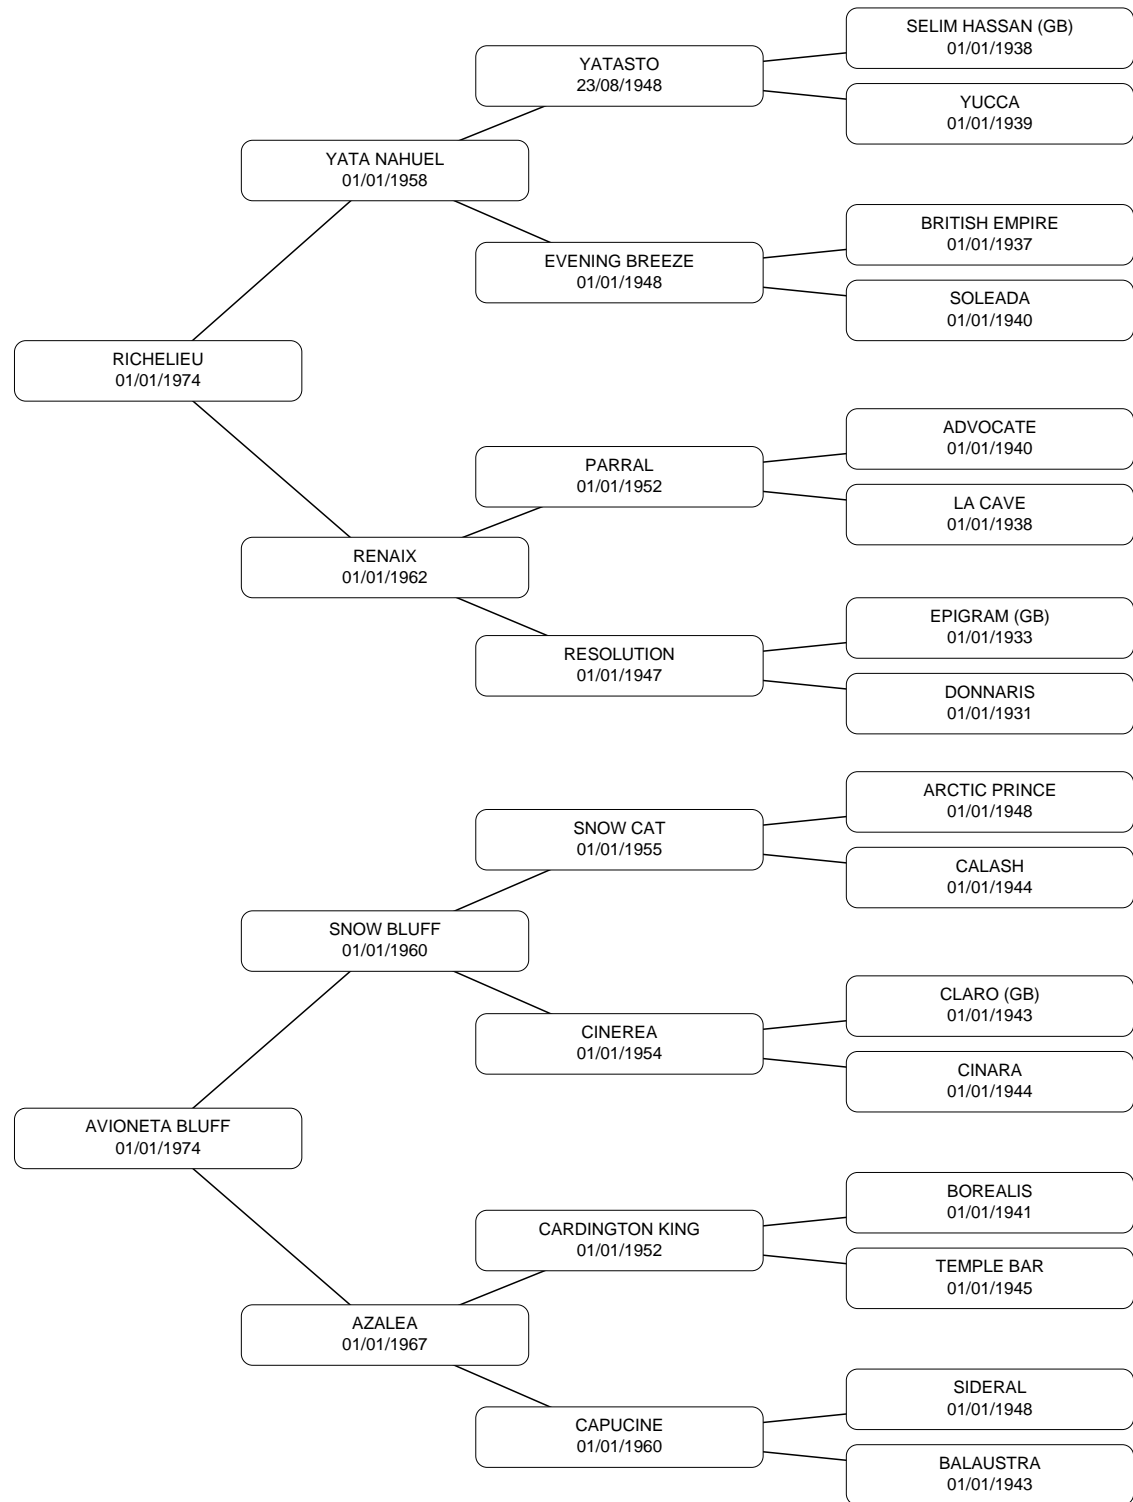 SELIM HASSAN (GB)
01/01/1938
YATASTO
23/08/1948
YUCCA
01/01/1939
YATA NAHUEL
01/01/1958
BRITISH EMPIRE
01/01/1937
EVENING BREEZE
01/01/1948
SOLEADA
01/01/1940
RICHELIEU
01/01/1974
ADVOCATE
01/01/1940
PARRAL
01/01/1952
LA CAVE
01/01/1938
RENAIX
01/01/1962
EPIGRAM (GB)
01/01/1933
RESOLUTION
01/01/1947
DONNARIS
01/01/1931
ARCTIC PRINCE
01/01/1948
SNOW CAT
01/01/1955
CALASH
01/01/1944
SNOW BLUFF
01/01/1960
CLARO (GB)
01/01/1943
CINEREA
01/01/1954
CINARA
01/01/1944
AVIONETA BLUFF
01/01/1974
BOREALIS
01/01/1941
CARDINGTON KING
01/01/1952
TEMPLE BAR
01/01/1945
AZALEA
01/01/1967
SIDERAL
01/01/1948
CAPUCINE
01/01/1960
BALAUSTRA
01/01/1943